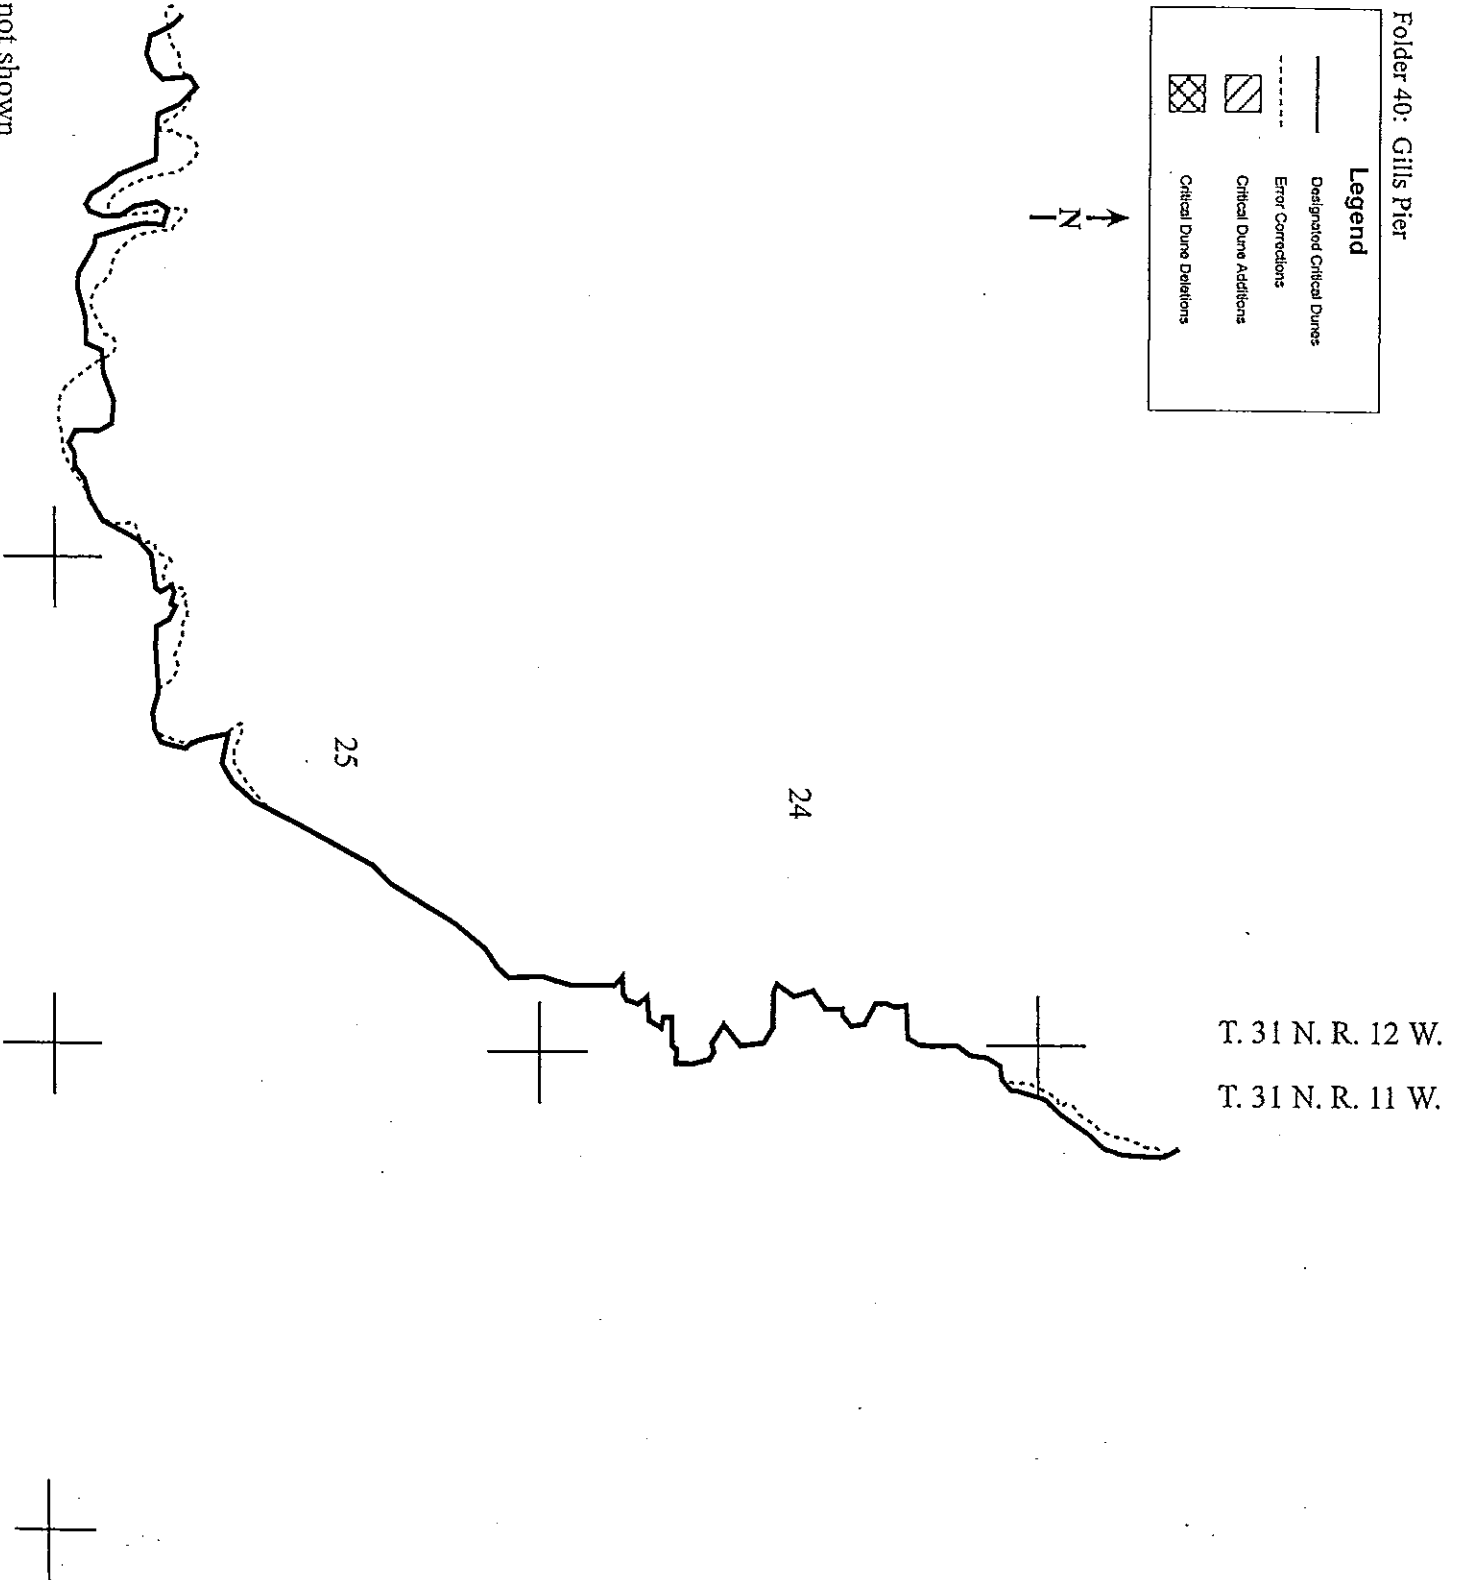 Folder 40: Gills Pier
Legend
Designated Critical Dunes
Error Corrections
Critical Dune Additions
Critical Dune Deletions
N
24
25
T. 31 N. R. 12 W.
T. 31 N. R. 11 W.
not shown